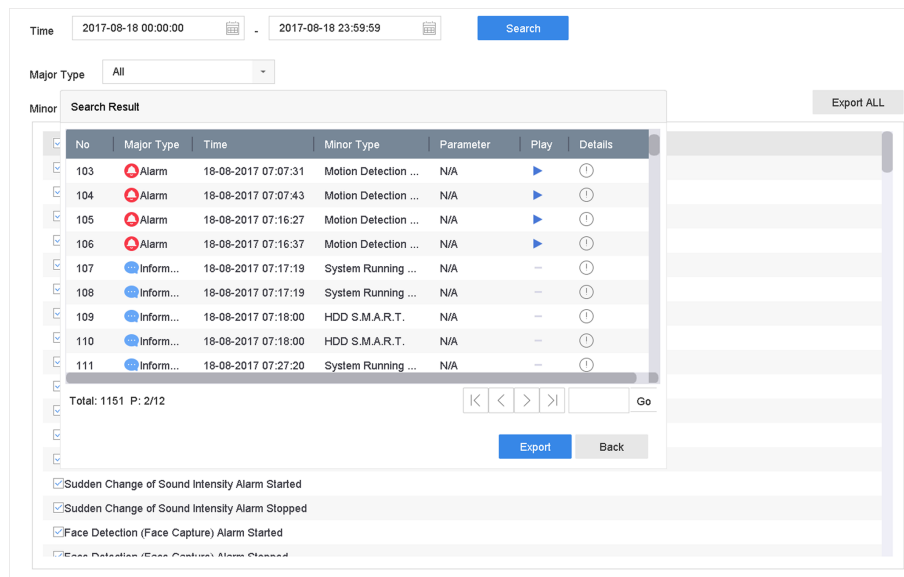 Time 2017-08-18 00:00:00 - 2017-08-18 23:59:59 Search
Major Type All
Minor Export ALL
Search Result
No Major Type Time Minor Type Parameter Play Details
103 Alarm 18-08-2017 07:07:31 Motion Detection ... N/A
104 Alarm 18-08-2017 07:07:43 Motion Detection ... N/A
105 Alarm 18-08-2017 07:16:27 Motion Detection ... N/A
106 Alarm 18-08-2017 07:16:37 Motion Detection ... N/A
107 Inform... 18-08-2017 07:17:19 System Running ... N/A –
108 Inform... 18-08-2017 07:17:19 System Running ... N/A –
109 Inform... 18-08-2017 07:18:00 HDD S.M.A.R.T. N/A –
110 Inform... 18-08-2017 07:18:00 HDD S.M.A.R.T. N/A –
111 Inform... 18-08-2017 07:27:20 System Running ... N/A –
Total: 1151 P: 2/12 Go
Export Back
Sudden Change of Sound Intensity Alarm Started
Sudden Change of Sound Intensity Alarm Stopped
Face Detection (Face Capture) Alarm Started
Face Detection (Face Capture) Alarm Stopped